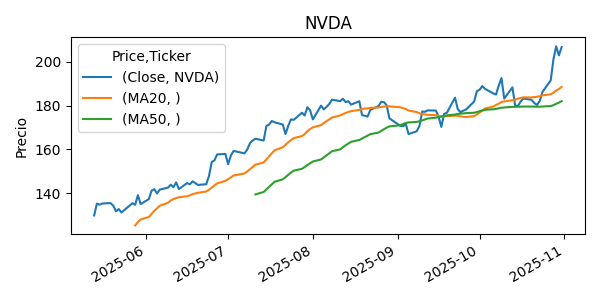 NVDA
Price,Ticker
(Close, NVDA)
(MA20, )
(MA50, )
Precio
200
180
160
140
2025-06
2025-07
2025-08
2025-09
2025-10
2025-11